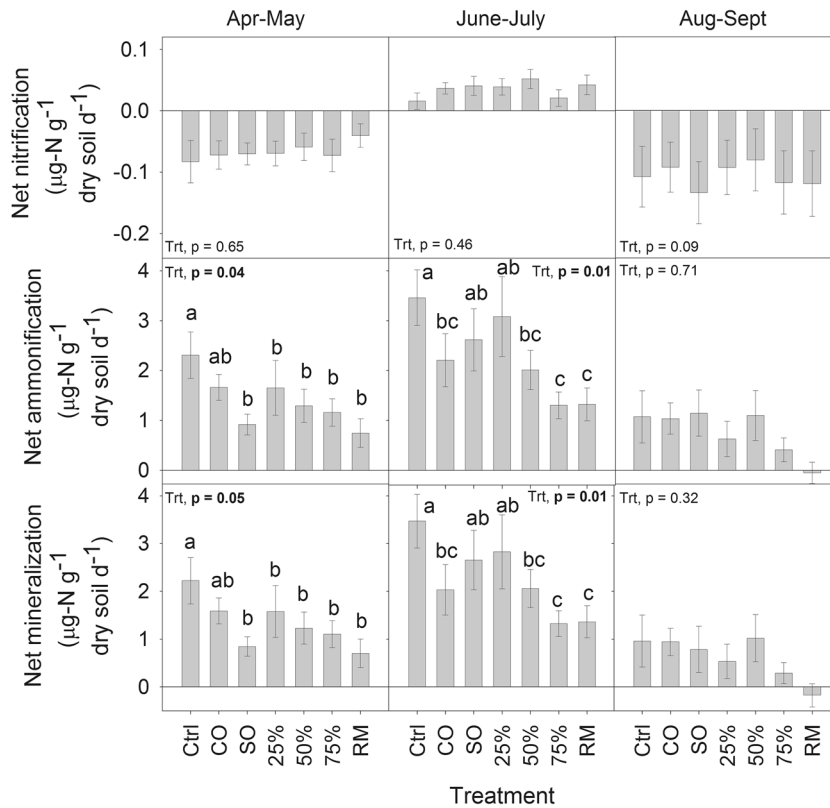 Apr-May June-July Aug-Sept
Net nitrification
(µg-N g⁻¹
dry soil d⁻¹)
0.1
0.0
-0.1
-0.2
Trt, p = 0.65
Trt, p = 0.46
Trt, p = 0.09
Net ammonification
(µg-N g⁻¹
dry soil d⁻¹)
4
3
2
1
0
Trt, p = 0.04
a ab b b b b b
Trt, p = 0.01
a bc ab ab bc c c
Trt, p = 0.71
Net mineralization
(µg-N g⁻¹
dry soil d⁻¹)
4
3
2
1
0
Trt, p = 0.05
a ab b b b b b
Trt, p = 0.01
a bc ab ab bc c c
Trt, p = 0.32
Ctrl CO SO 25% 50% 75% RM
Ctrl CO SO 25% 50% 75% RM
Ctrl CO SO 25% 50% 75% RM
Treatment